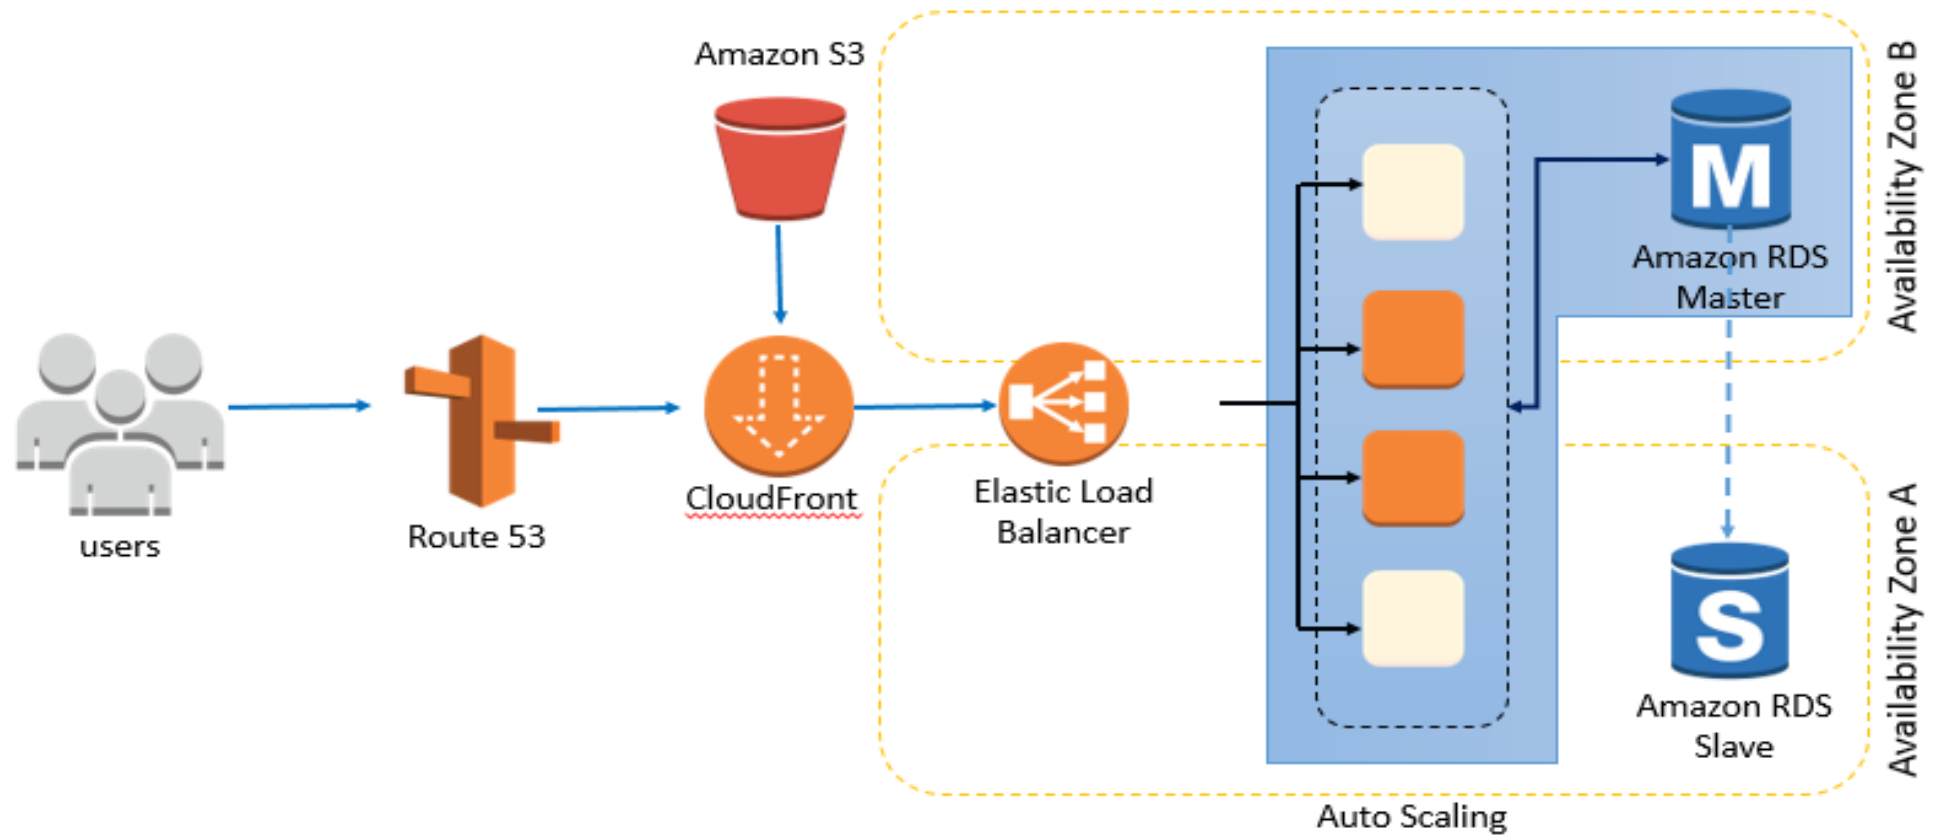 Amazon S3
users
Route 53
CloudFront
Elastic Load
Balancer
M
Amazon RDS
Master
S
Amazon RDS
Slave
Availability Zone B
Availability Zone A
Auto Scaling